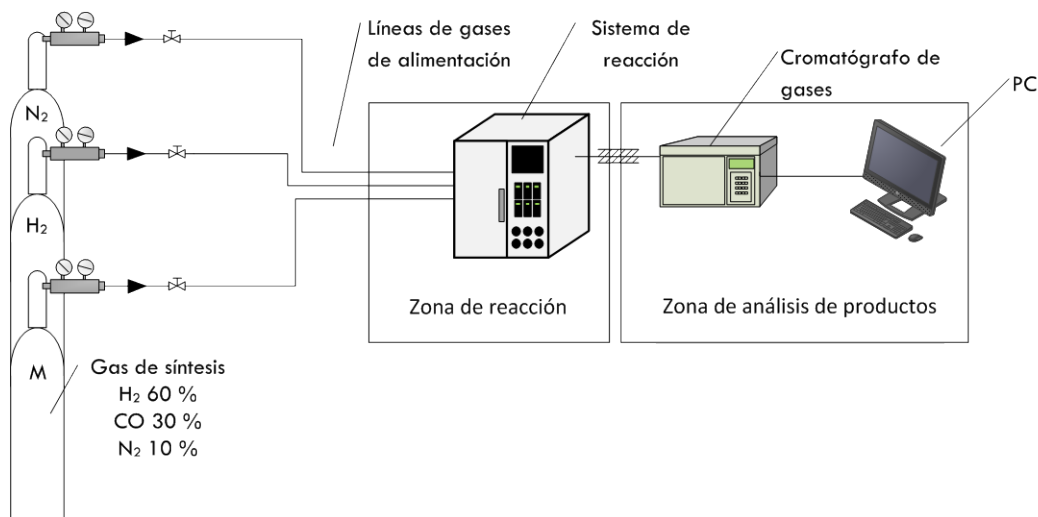 Líneas de gases
de alimentación
Sistema de
reacción
Cromatógrafo de
gases
PC
N₂
H₂
M
Zona de reacción
Zona de análisis de productos
Gas de síntesis
H₂ 60 %
CO 30 %
N₂ 10 %